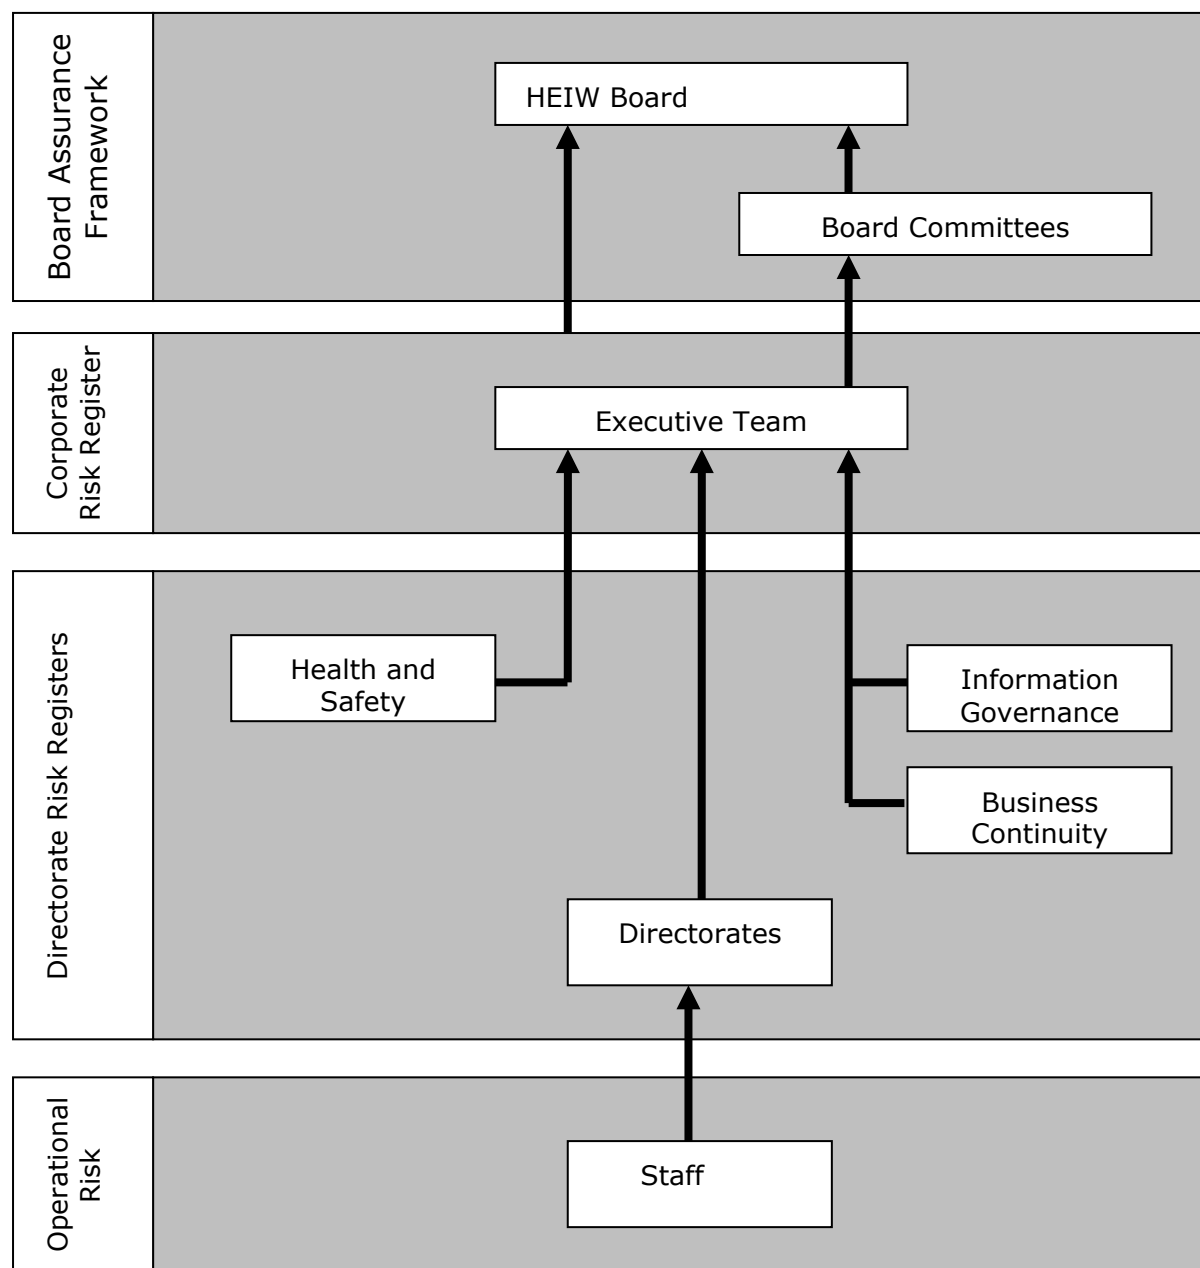 Board Assurance
Framework
HEIW Board
Board Committees
Corporate
Risk Register
Executive Team
Directorate Risk Registers
Health and
Safety
Information
Governance
Business
Continuity
Directorates
Operational
Risk
Staff